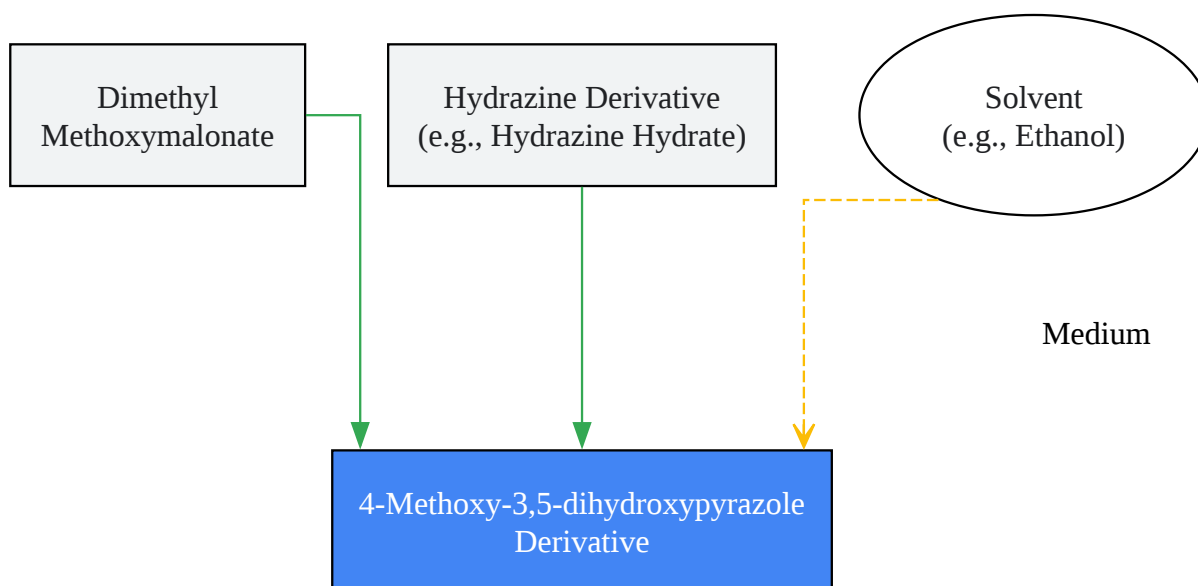 Dimethyl
Methoxymalonate
Hydrazine Derivative
(e.g., Hydrazine Hydrate)
Solvent
(e.g., Ethanol)
Medium
4-Methoxy-3,5-dihydroxypyrazole
Derivative